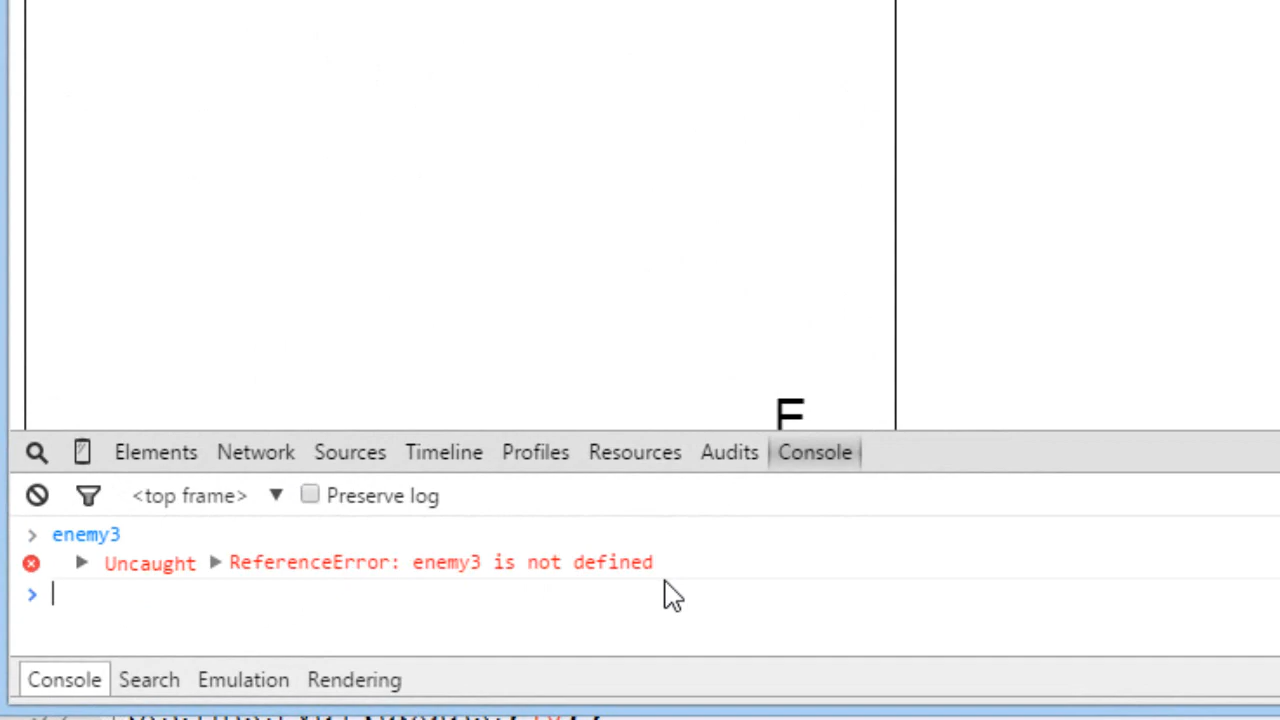 E
Elements Network Sources Timeline Profiles Resources Audits Console
<top frame> ▼ Preserve log
> enemy3
▶ Uncaught ▶ ReferenceError: enemy3 is not defined
>
Console Search Emulation Rendering